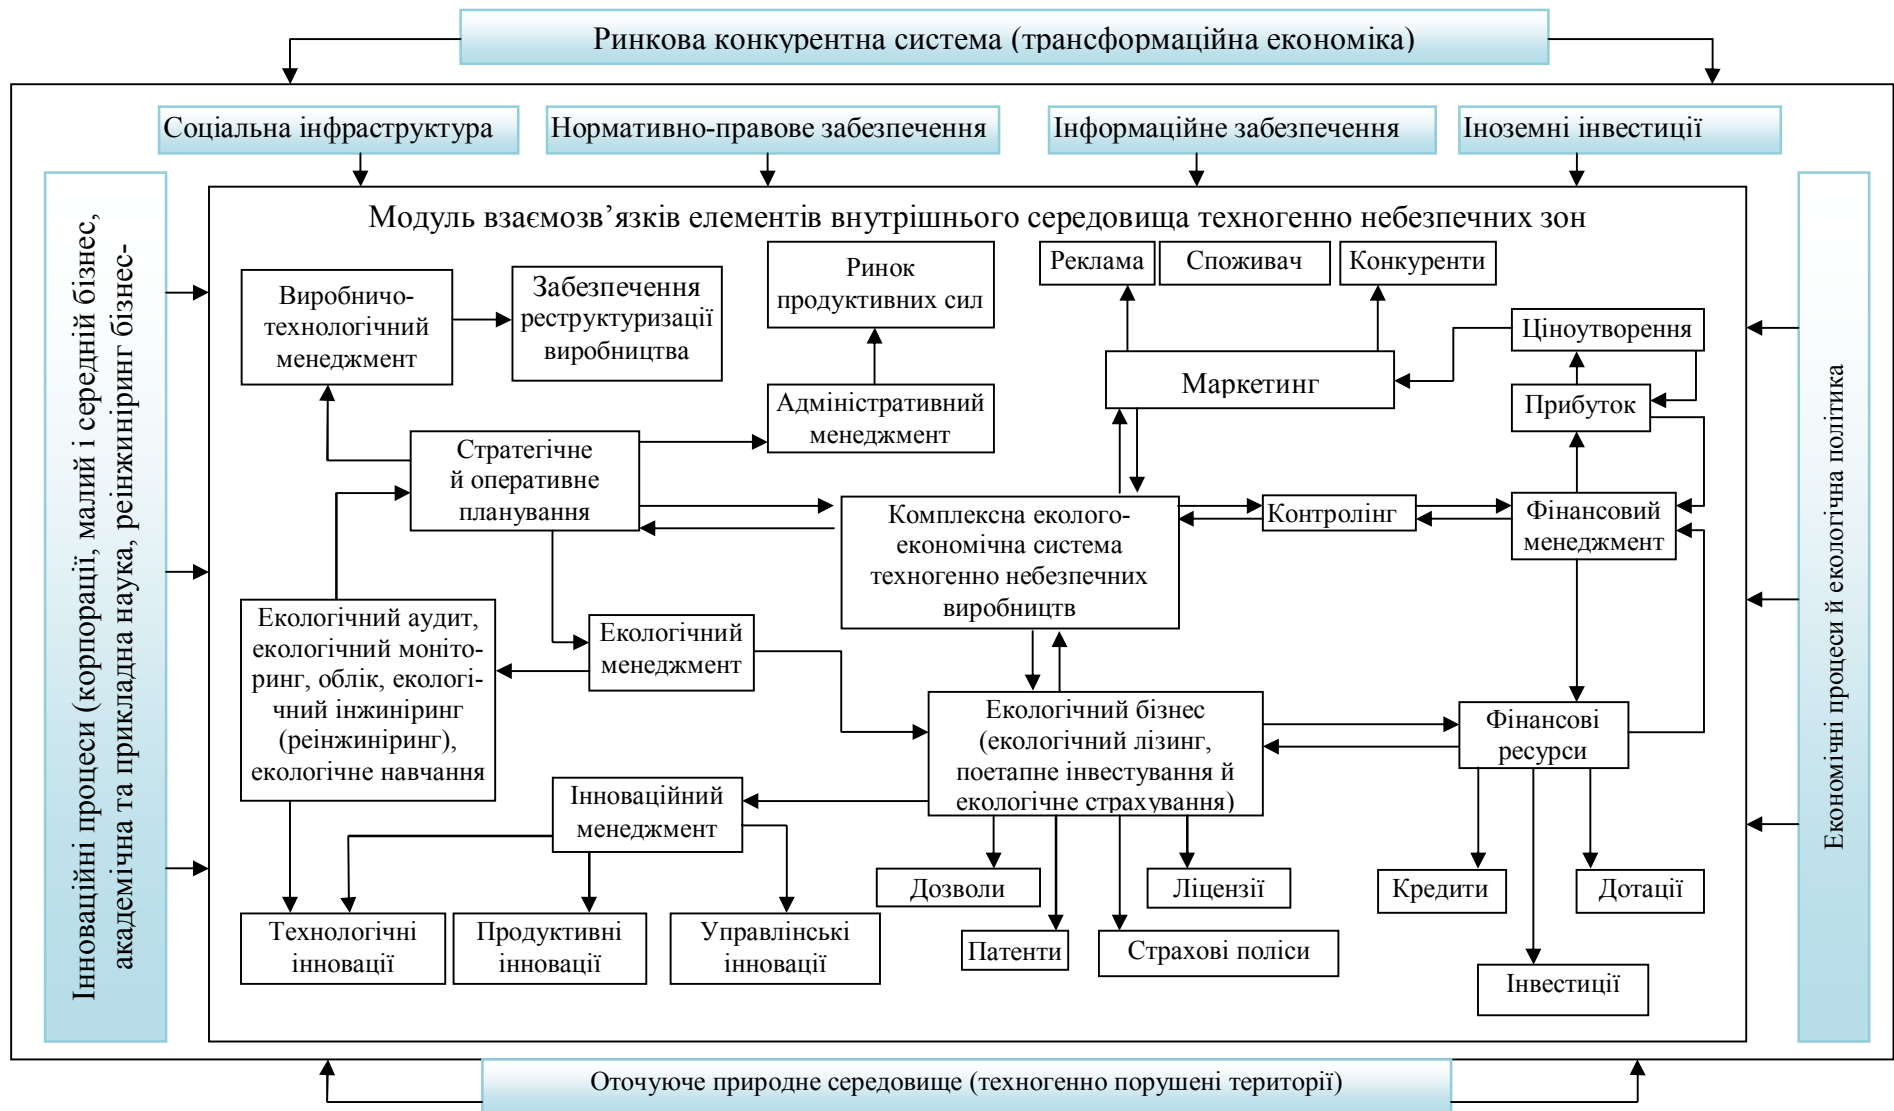 Ринкова конкурентна система (трансформаційна економіка)
Соціальна інфраструктура
Нормативно-правове забезпечення
Інформаційне забезпечення
Іноземні інвестиції
Інноваційні процеси (корпорації, малий і середній бізнес,
академічна та прикладна наука, реінжиніринг бізнес-
Модуль взаємозв’язків елементів внутрішнього середовища техногенно небезпечних зон
Виробничо-
технологічний
менеджмент
Забезпечення
реструктуризації
виробництва
Ринок
продуктивних сил
Реклама
Споживач
Конкуренти
Ціноутворення
Маркетинг
Прибуток
Адміністративний
менеджмент
Стратегічне
й оперативне
планування
Комплексна еколого-
економічна система
техногенно небезпечних
виробництв
Контролінг
Фінансовий
менеджмент
Екологічний аудит,
екологічний моніто-
ринг, облік, екологі-
чний інжиніринг
(реінжиніринг),
екологічне навчання
Екологічний
менеджмент
Екологічний бізнес
(екологічний лізинг,
поетапне інвестування й
екологічне страхування)
Фінансові
ресурси
Інноваційний
менеджмент
Дозволи
Ліцензії
Кредити
Дотації
Технологічні
інновації
Продуктивні
інновації
Управлінські
інновації
Патенти
Страхові поліси
Інвестиції
Економічні процеси й екологічна політика
Оточуюче природне середовище (техногенно порушені території)